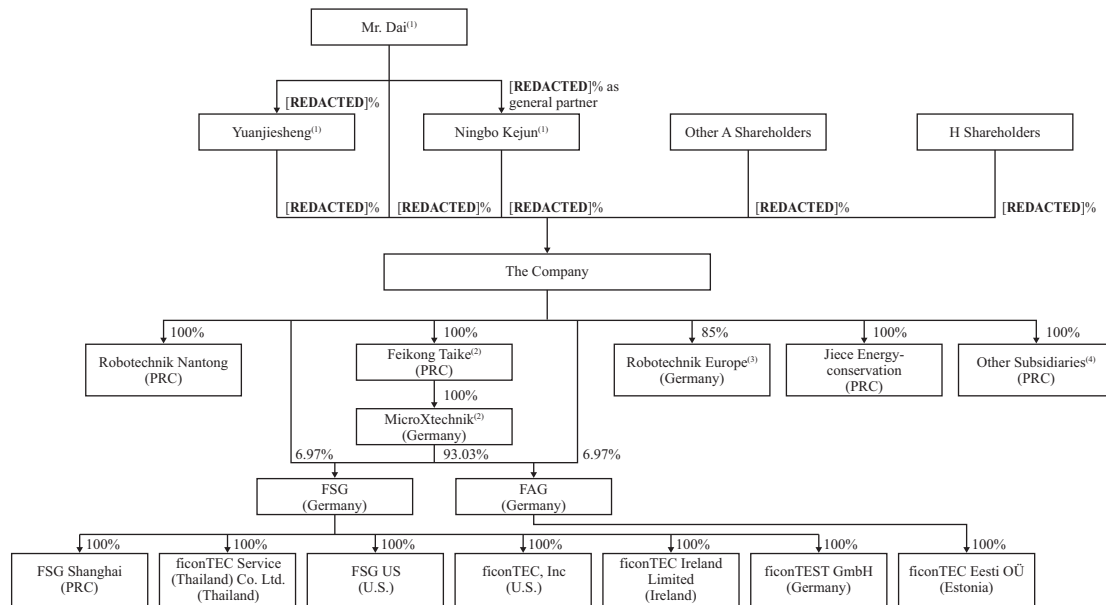 Mr. Dai(1)
[REDACTED]%
[REDACTED]% as
general partner
Yuanjiesheng(1)
Ningbo Kejun(1)
Other A Shareholders
H Shareholders
[REDACTED]%
[REDACTED]%
[REDACTED]%
[REDACTED]%
[REDACTED]%
The Company
100%
100%
85%
100%
100%
Robotechnik Nantong
(PRC)
Feikong Taike(2)
(PRC)
Robotechnik Europe(3)
(Germany)
Jiece Energy-
conservation
(PRC)
Other Subsidiaries(4)
(PRC)
100%
MicroXtechnik(2)
(Germany)
6.97%
93.03%
6.97%
FSG
(Germany)
FAG
(Germany)
100%
100%
100%
100%
100%
100%
100%
FSG Shanghai
(PRC)
ficonTEC Service
(Thailand) Co. Ltd.
(Thailand)
FSG US
(U.S.)
ficonTEC, Inc
(U.S.)
ficonTEC Ireland
Limited
(Ireland)
ficonTEST GmbH
(Germany)
ficonTEC Eesti OÜ
(Estonia)